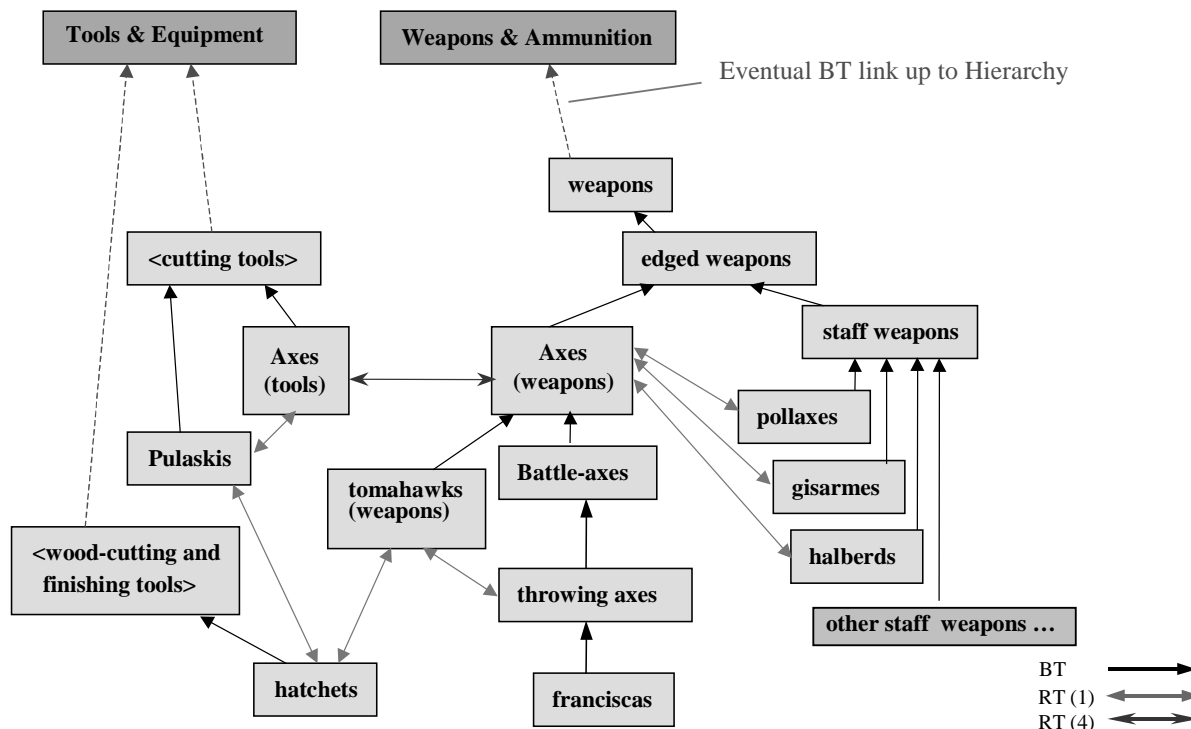 Tools & Equipment
Weapons & Ammunition
Eventual BT link up to Hierarchy
weapons
<cutting tools>
edged weapons
staff weapons
Axes
(tools)
Axes
(weapons)
pollaxes
Pulaskis
Battle-axes
gisarmes
tomahawks
(weapons)
<wood-cutting and
finishing tools>
halberds
throwing axes
other staff weapons …
hatchets
franciscas
BT
RT (1)
RT (4)